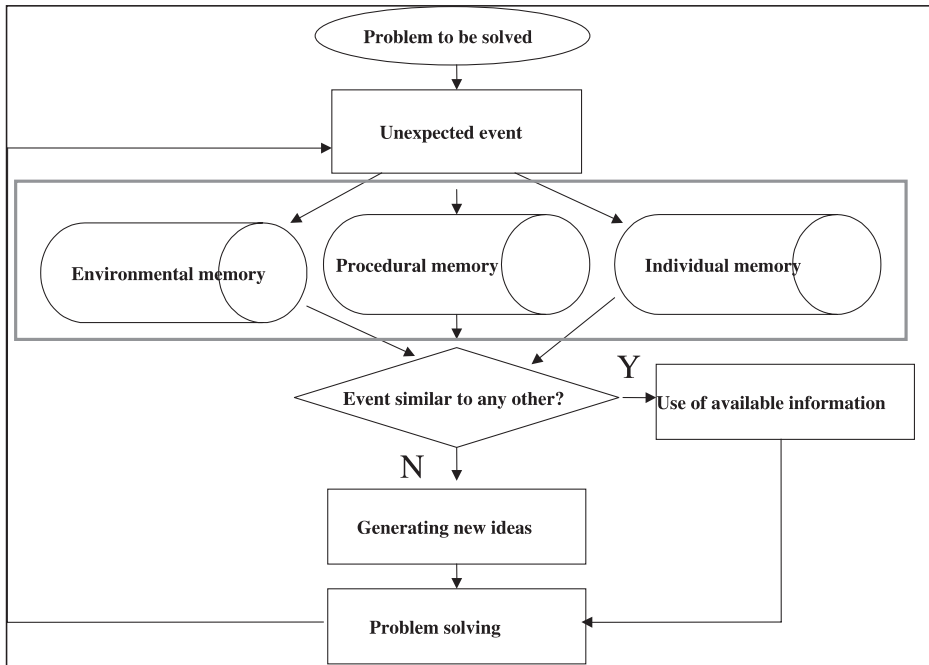 Problem to be solved
Unexpected event
Environmental memory
Procedural memory
Individual memory
Event similar to any other?
Y
Use of available information
N
Generating new ideas
Problem solving